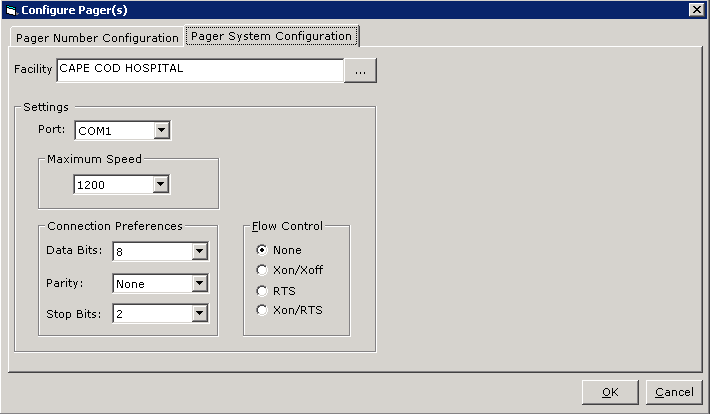 Configure Pager(s)
Pager Number Configuration
Pager System Configuration
Facility
CAPE COD HOSPITAL
...
Settings
Port:
COM1
Maximum Speed
1200
Connection Preferences
Data Bits:
8
Parity:
None
Stop Bits:
2
Flow Control
None
Xon/Xoff
RTS
Xon/RTS
OK
Cancel